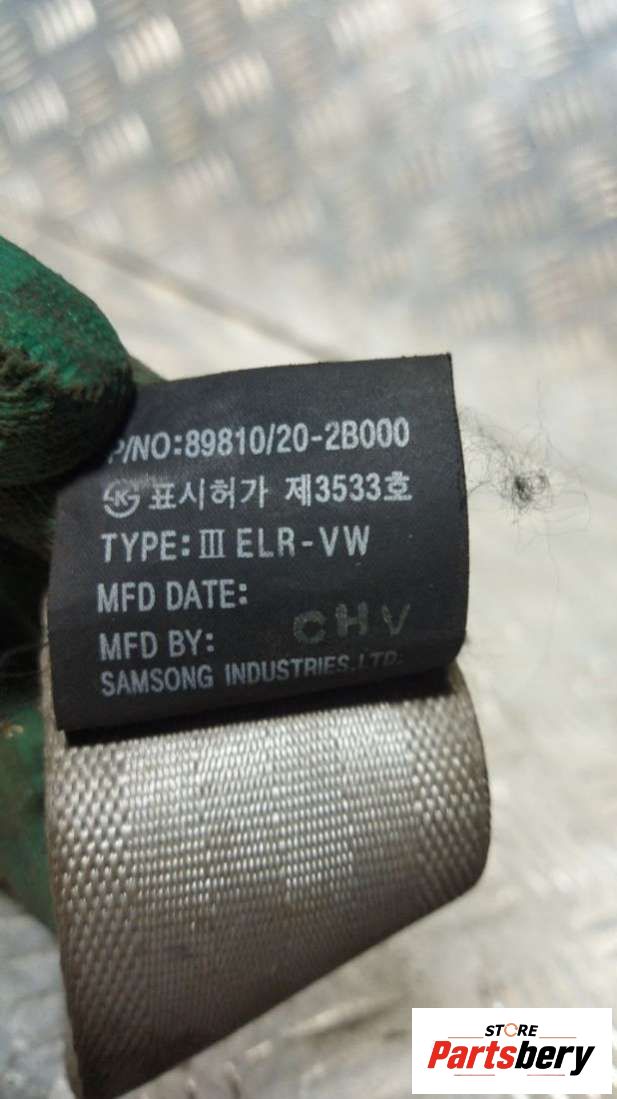 P/NO:89810/20-2B000
표시허가 제3533호
TYPE: Ⅲ ELR-VW
MFD DATE:
CHV
MFD BY:
SAMSONG INDUSTRIES.LTD.
STORE
Partsbery